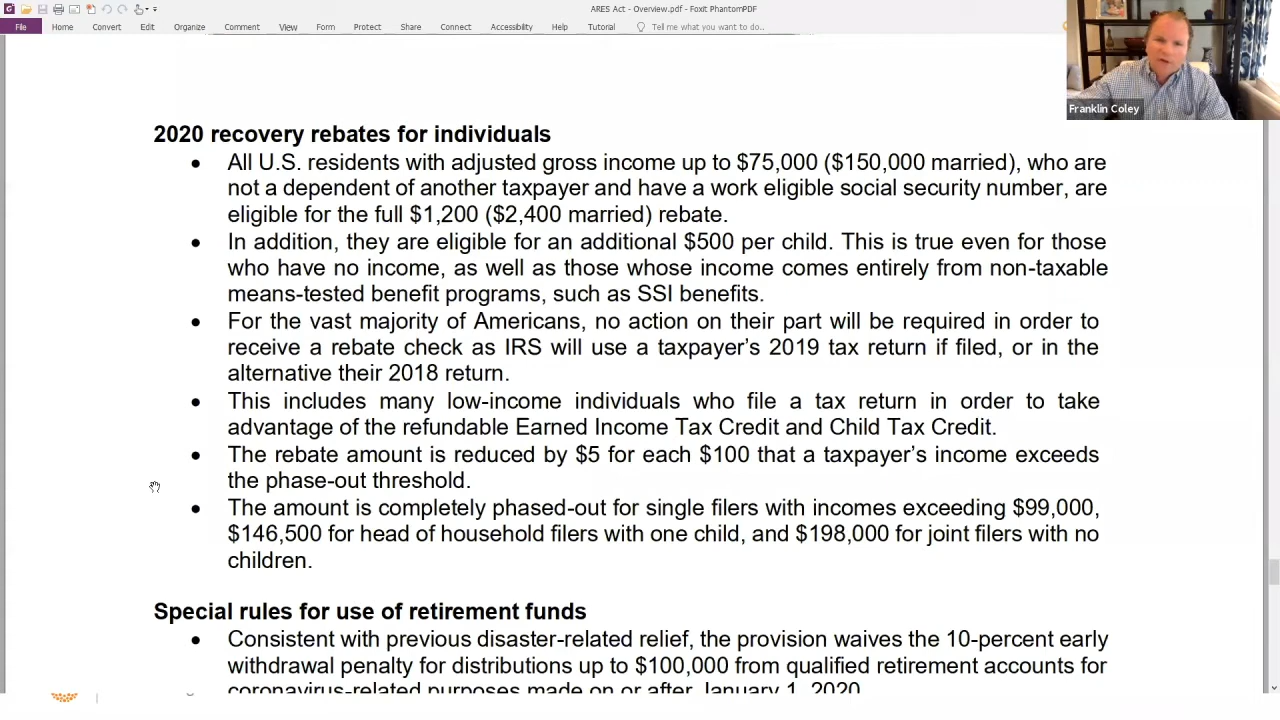 ARES Act - Overview.pdf - Foxit PhantomPDF
File Home Convert Edit Organize Comment View Form Protect Share Connect Accessibility Help Tutorial Tell me what you want to do..
Franklin Coley
2020 recovery rebates for individuals
• All U.S. residents with adjusted gross income up to $75,000 ($150,000 married), who are
not a dependent of another taxpayer and have a work eligible social security number, are
eligible for the full $1,200 ($2,400 married) rebate.
• In addition, they are eligible for an additional $500 per child. This is true even for those
who have no income, as well as those whose income comes entirely from non-taxable
means-tested benefit programs, such as SSI benefits.
• For the vast majority of Americans, no action on their part will be required in order to
receive a rebate check as IRS will use a taxpayer’s 2019 tax return if filed, or in the
alternative their 2018 return.
• This includes many low-income individuals who file a tax return in order to take
advantage of the refundable Earned Income Tax Credit and Child Tax Credit.
• The rebate amount is reduced by $5 for each $100 that a taxpayer’s income exceeds
the phase-out threshold.
• The amount is completely phased-out for single filers with incomes exceeding $99,000,
$146,500 for head of household filers with one child, and $198,000 for joint filers with no
children.
Special rules for use of retirement funds
• Consistent with previous disaster-related relief, the provision waives the 10-percent early
withdrawal penalty for distributions up to $100,000 from qualified retirement accounts for
coronavirus-related purposes made on or after January 1, 2020